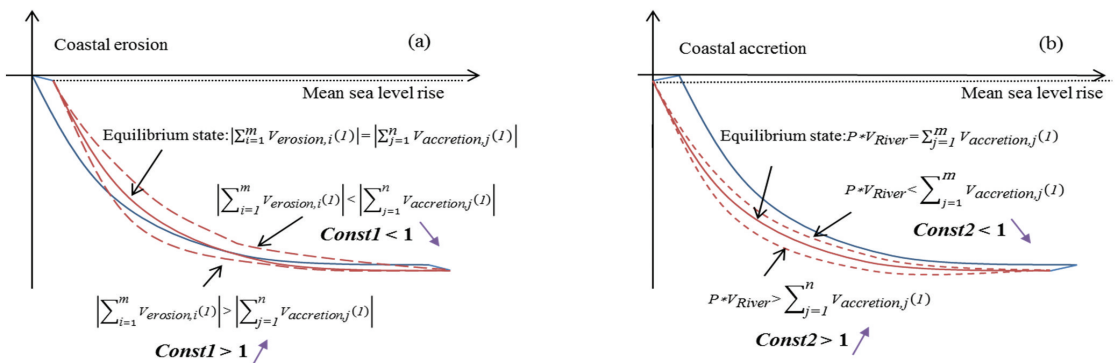 Coastal erosion
(a)
Mean sea level rise
Equilibrium state:|Σ_{i=1}^{m} V_{erosion,i}(1)|=|Σ_{j=1}^{n} V_{accretion,j}(1)|
|∑_{i=1}^{m} V_{erosion,i}(1)|<|∑_{j=1}^{n} V_{accretion,j}(1)|
Const1 < 1
|∑_{i=1}^{m} V_{erosion,i}(1)|>|∑_{j=1}^{n} V_{accretion,j}(1)|
Const1 > 1
Coastal accretion
(b)
Mean sea level rise
Equilibrium state:P*V_{River}=Σ_{j=1}^{m} V_{accretion,j}(1)
P*V_{River}<∑_{j=1}^{m} V_{accretion,j}(1)
Const2 < 1
P*V_{River}>∑_{j=1}^{n} V_{accretion,j}(1)
Const2 > 1